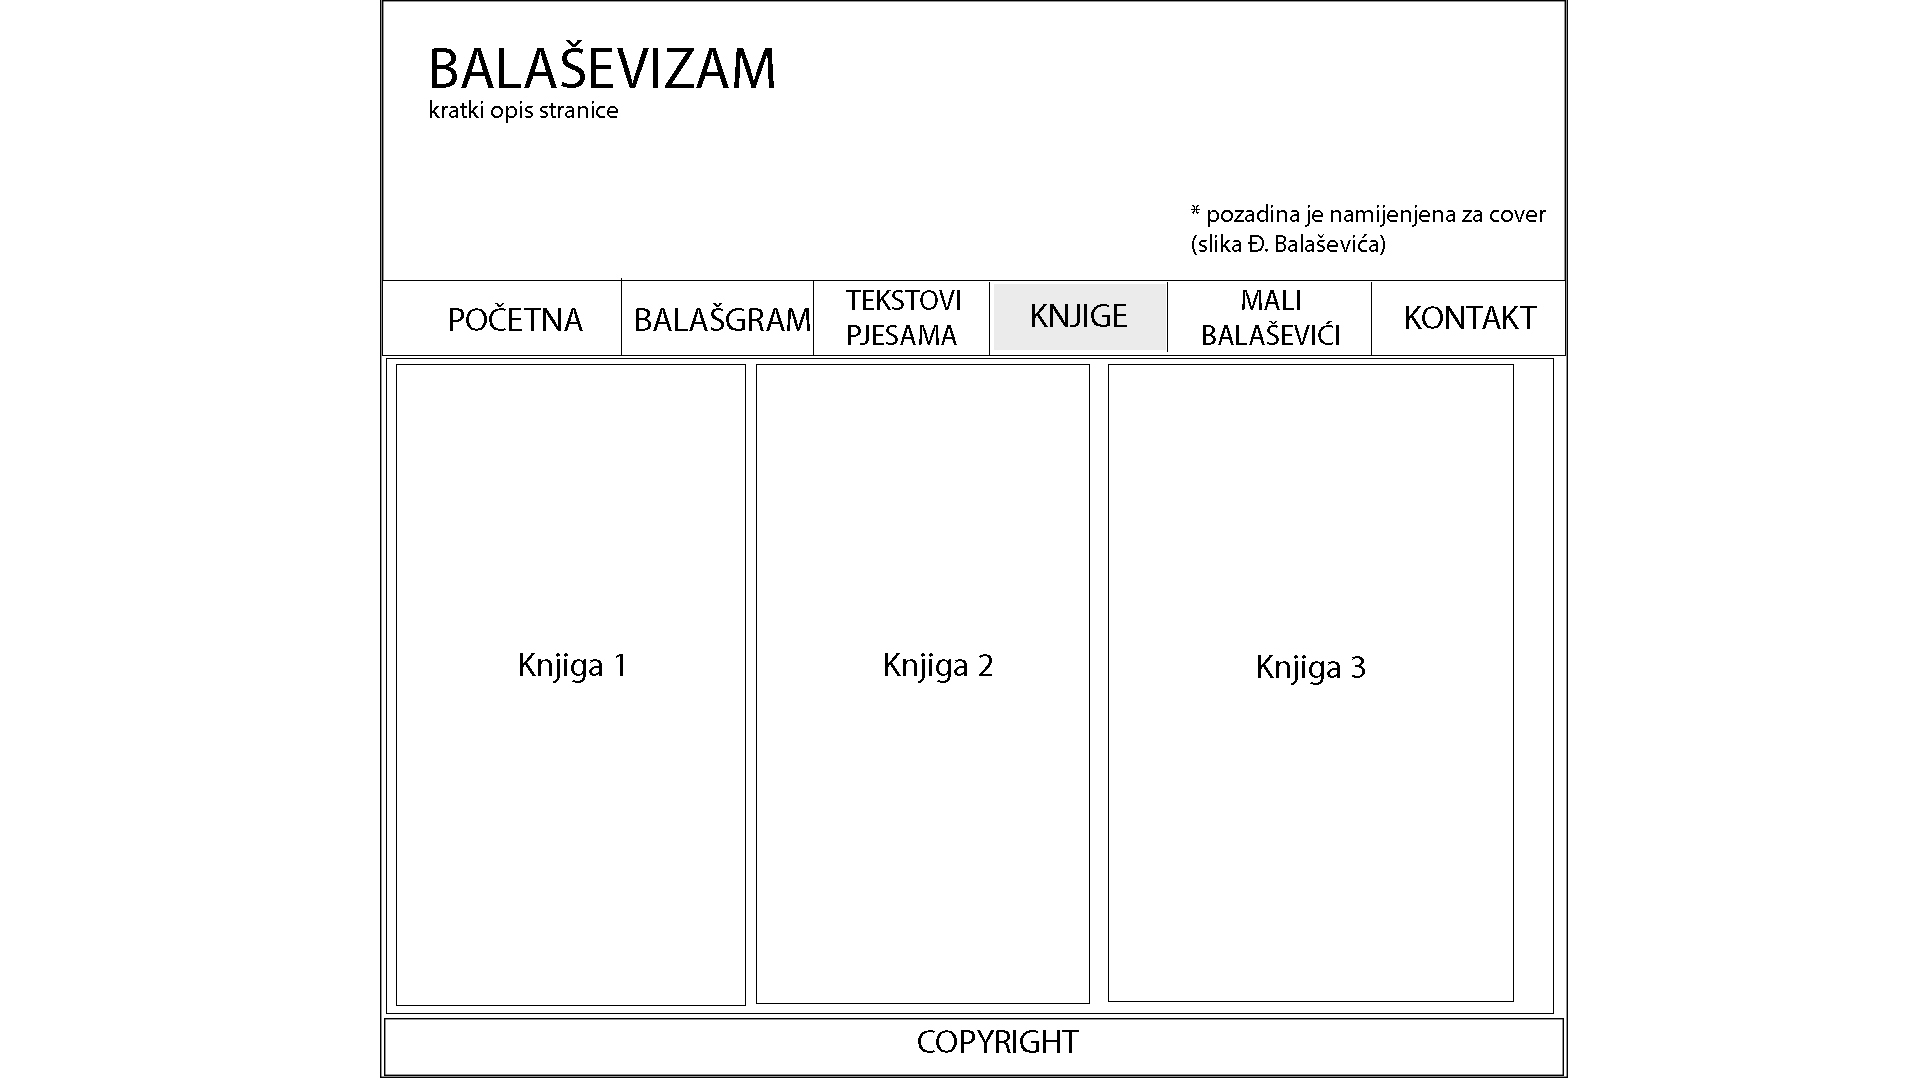 BALAŠEVIZAM
kratki opis stranice
* pozadina je namijenjena za cover
(slika Đ. Balaševića)
POČETNA
BALAŠGRAM
TEKSTOVI
PJESAMA
KNJIGE
MALI
BALAŠEVIĆI
KONTAKT
Knjiga 1
Knjiga 2
Knjiga 3
COPYRIGHT